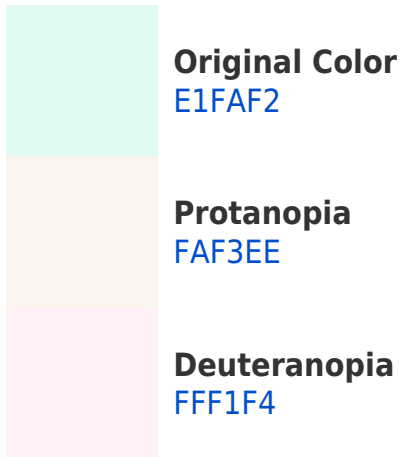 Original Color
E1FAF2
Protanopia
FAF3EE
Deuteranopia
FFF1F4